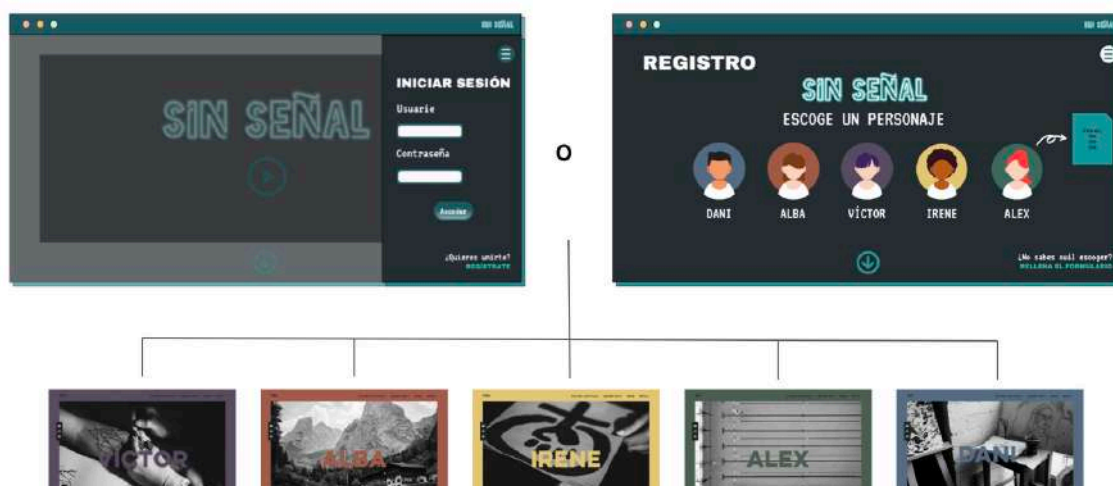 SIN SEÑAL
SIN SEÑAL
INICIAR SESIÓN
Usuarie
Contraseña
Acceder
¿Quieres unirte?
REGÍSTRATE
O
SIN SEÑAL
REGISTRO
SIN SEÑAL
ESCOGE UN PERSONAJE
DANI
ALBA
VÍCTOR
IRENE
ALEX
¿No sabes cuál escoger?
RELLENA EL FORMULARIO
VÍCTOR
ALBA
IRENE
ALEX
DANI